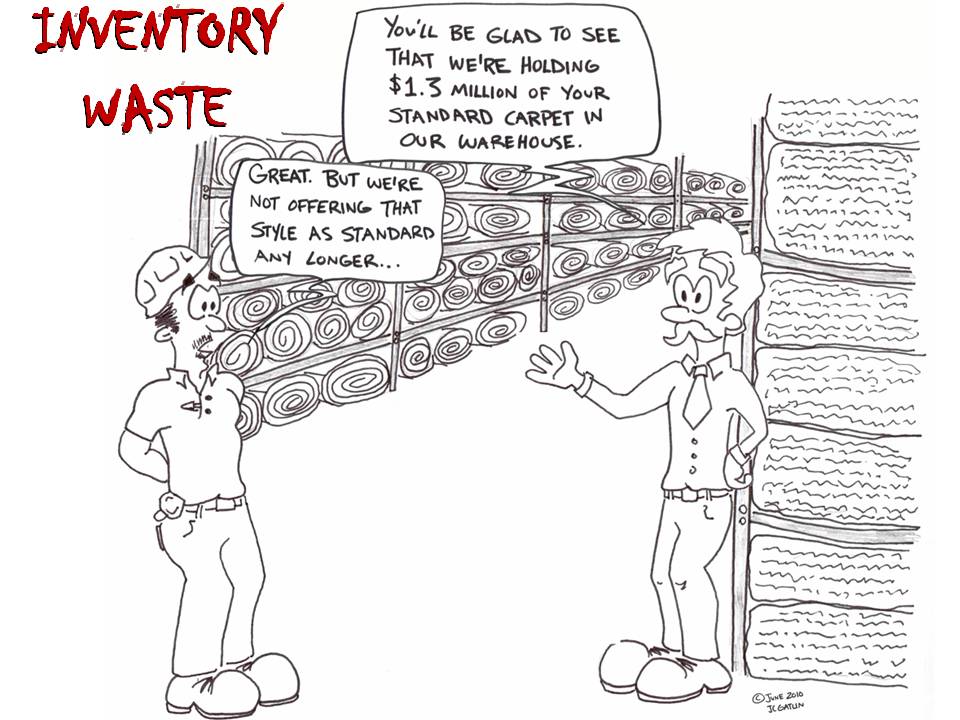 INVENTORY
WASTE
YOU'LL BE GLAD TO SEE
THAT WE'RE HOLDING
$1.3 MILLION OF YOUR
STANDARD CARPET IN
OUR WAREHOUSE.
GREAT. BUT WE'RE
NOT OFFERING THAT
STYLE AS STANDARD
ANY LONGER...
© JUNE 2010
JC GATLIN